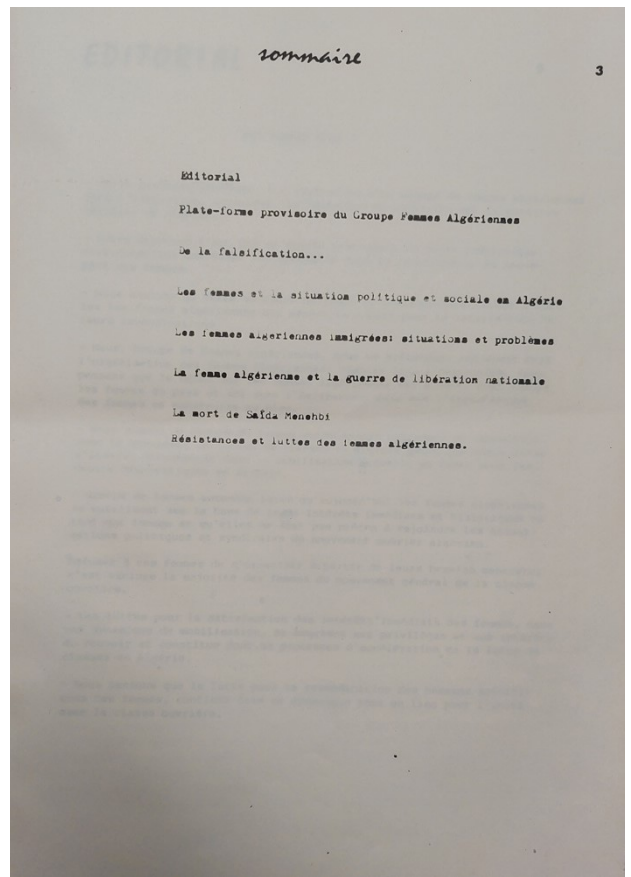 sommaire
3
Editorial
Plate-forme provisoire du Groupe Femmes Algériennes
De la falsification...
Les femmes et la situation politique et sociale en Algérie
Les femmes algeriennes immigrées: situations et problèmes
La femme algérienne et la guerre de libération nationale
La mort de Saïda Menehbi
Résistances et luttes des femmes algériennes.